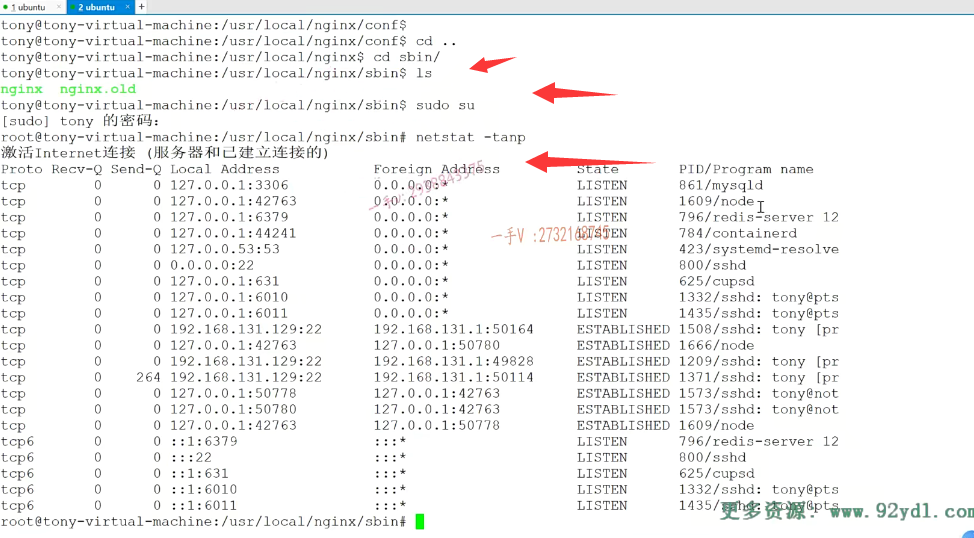 1 ubuntu × 2 ubuntu × +
tony@tony-virtual-machine:/usr/local/nginx/conf$
tony@tony-virtual-machine:/usr/local/nginx/conf$ cd ..
tony@tony-virtual-machine:/usr/local/nginx$ cd sbin/
tony@tony-virtual-machine:/usr/local/nginx/sbin$ ls
nginx  nginx.old
tony@tony-virtual-machine:/usr/local/nginx/sbin$ sudo su
[sudo] tony 的密码:
root@tony-virtual-machine:/usr/local/nginx/sbin# netstat -tanp
激活Internet连接 (服务器和已建立连接的)
Proto Recv-Q Send-Q Local Address           Foreign Address         State       PID/Program name
tcp        0      0 127.0.0.1:3306          0.0.0.0:*               LISTEN      861/mysqld
tcp        0      0 127.0.0.1:42763         0.0.0.0:*               LISTEN      1609/node
tcp        0      0 127.0.0.1:6379          0.0.0.0:*               LISTEN      796/redis-server 12
tcp        0      0 127.0.0.1:44241         0.0.0.0:*               LISTEN      784/containerd
tcp        0      0 127.0.0.53:53           0.0.0.0:*               LISTEN      423/systemd-resolve
tcp        0      0 0.0.0.0:22              0.0.0.0:*               LISTEN      800/sshd
tcp        0      0 127.0.0.1:631           0.0.0.0:*               LISTEN      625/cupsd
tcp        0      0 127.0.0.1:6010          0.0.0.0:*               LISTEN      1332/sshd: tony@pts
tcp        0      0 127.0.0.1:6011          0.0.0.0:*               LISTEN      1435/sshd: tony@pts
tcp        0      0 192.168.131.129:22      192.168.131.1:50164     ESTABLISHED 1508/sshd: tony [pr
tcp        0      0 127.0.0.1:42763         127.0.0.1:50780         ESTABLISHED 1666/node
tcp        0      0 192.168.131.129:22      192.168.131.1:49828     ESTABLISHED 1209/sshd: tony [pr
tcp        0    264 192.168.131.129:22      192.168.131.1:50114     ESTABLISHED 1371/sshd: tony [pr
tcp        0      0 127.0.0.1:50778         127.0.0.1:42763         ESTABLISHED 1573/sshd: tony@not
tcp        0      0 127.0.0.1:50780         127.0.0.1:42763         ESTABLISHED 1573/sshd: tony@not
tcp        0      0 127.0.0.1:42763         127.0.0.1:50778         ESTABLISHED 1609/node
tcp6       0      0 ::1:6379                :::*                    LISTEN      796/redis-server 12
tcp6       0      0 :::22                   :::*                    LISTEN      800/sshd
tcp6       0      0 ::1:631                 :::*                    LISTEN      625/cupsd
tcp6       0      0 ::1:6010                :::*                    LISTEN      1332/sshd: tony@pts
tcp6       0      0 ::1:6011                :::*                    LISTEN      1435/sshd: tony@pts
root@tony-virtual-machine:/usr/local/nginx/sbin#
一手V :2732168745
更多资源: www.92ydl.com